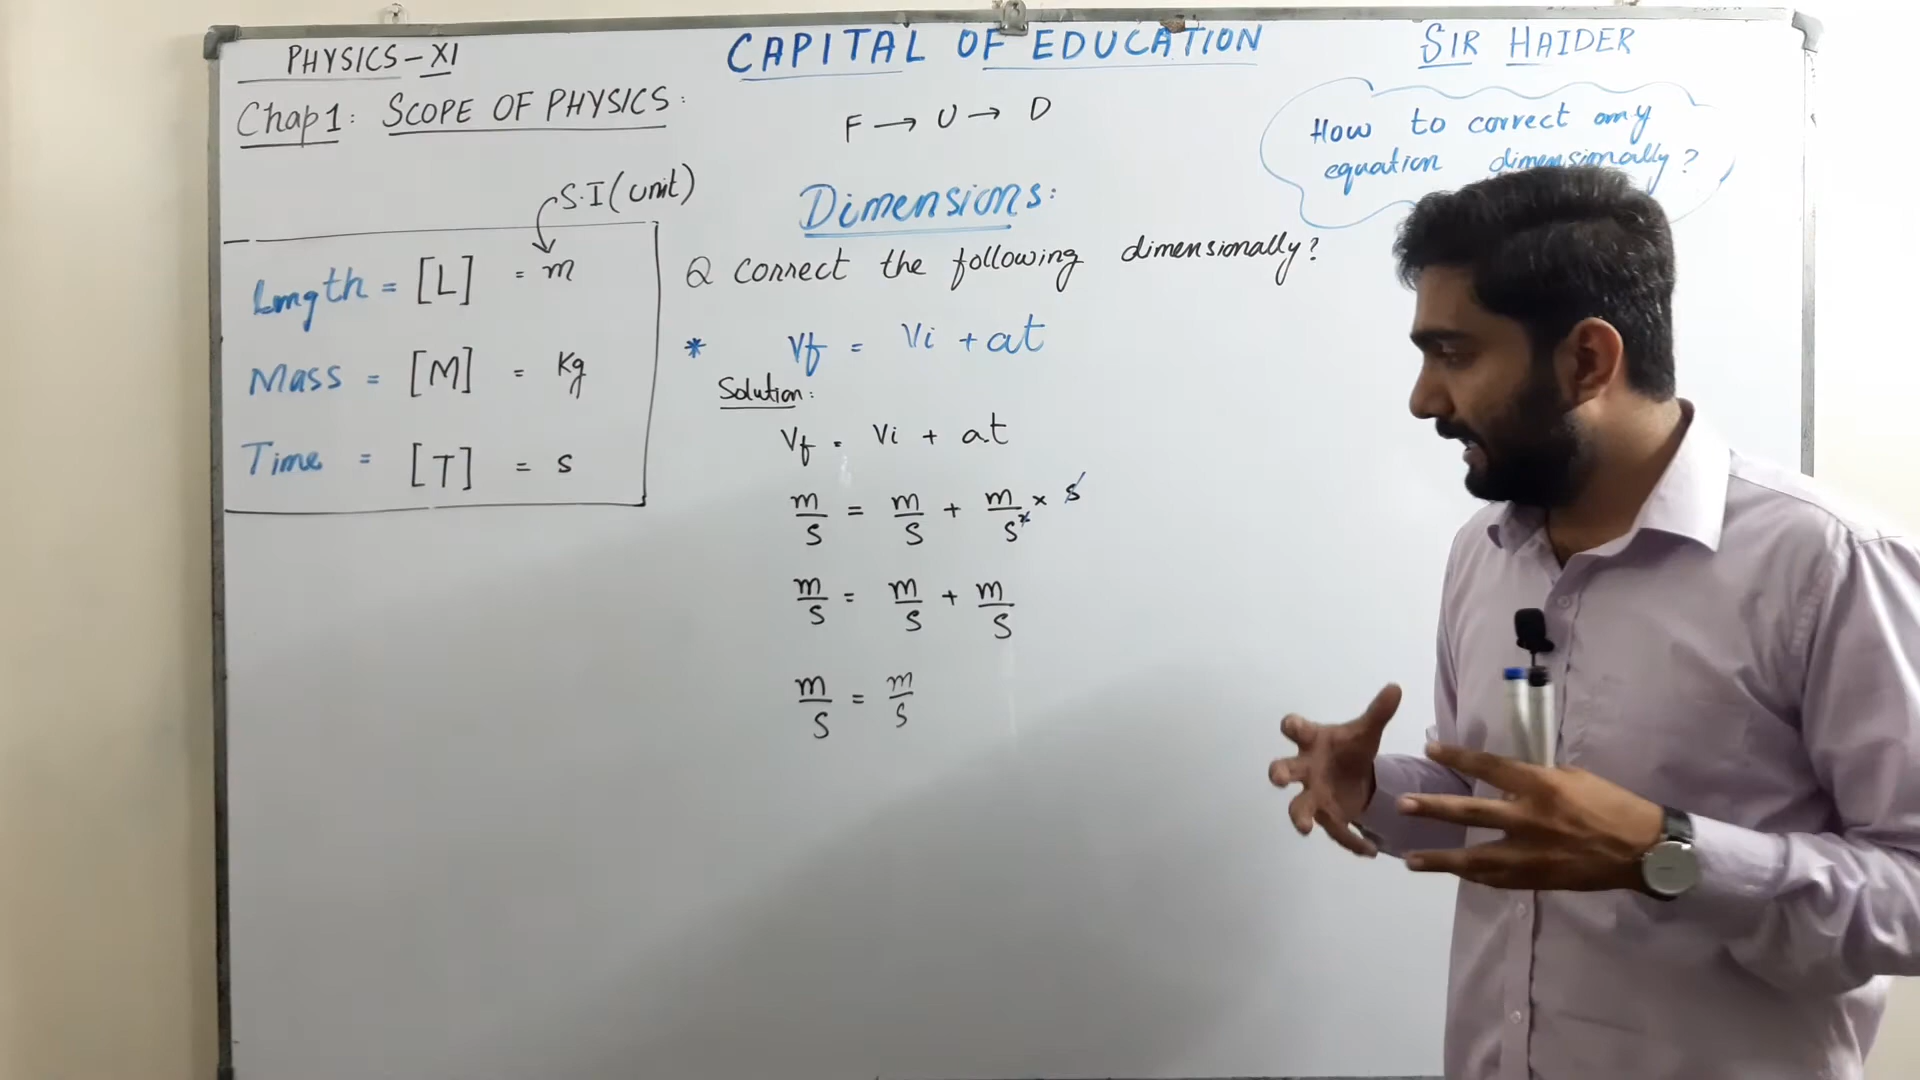 PHYSICS-XI
CAPITAL OF EDUCATION
SIR HAIDER
Chap1: SCOPE OF PHYSICS:
F → U → D
How to correct any
equation dimensionally?
S.I (unit)
Length = [L] = m
Mass = [M] = Kg
Time = [T] = s
Dimensions:
Q correct the following dimensionally?
* Vf = Vi + at
Solution:
Vf = Vi + at
m/s = m/s + m/s² × s
m/s = m/s + m/s
m/s = m/s